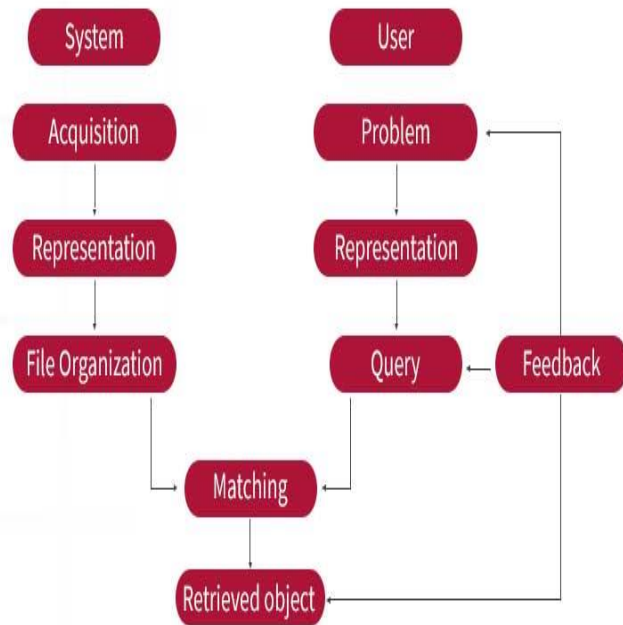 System
User
Acquisition
Problem
Representation
Representation
File Organization
Query
Feedback
Matching
Retrieved object